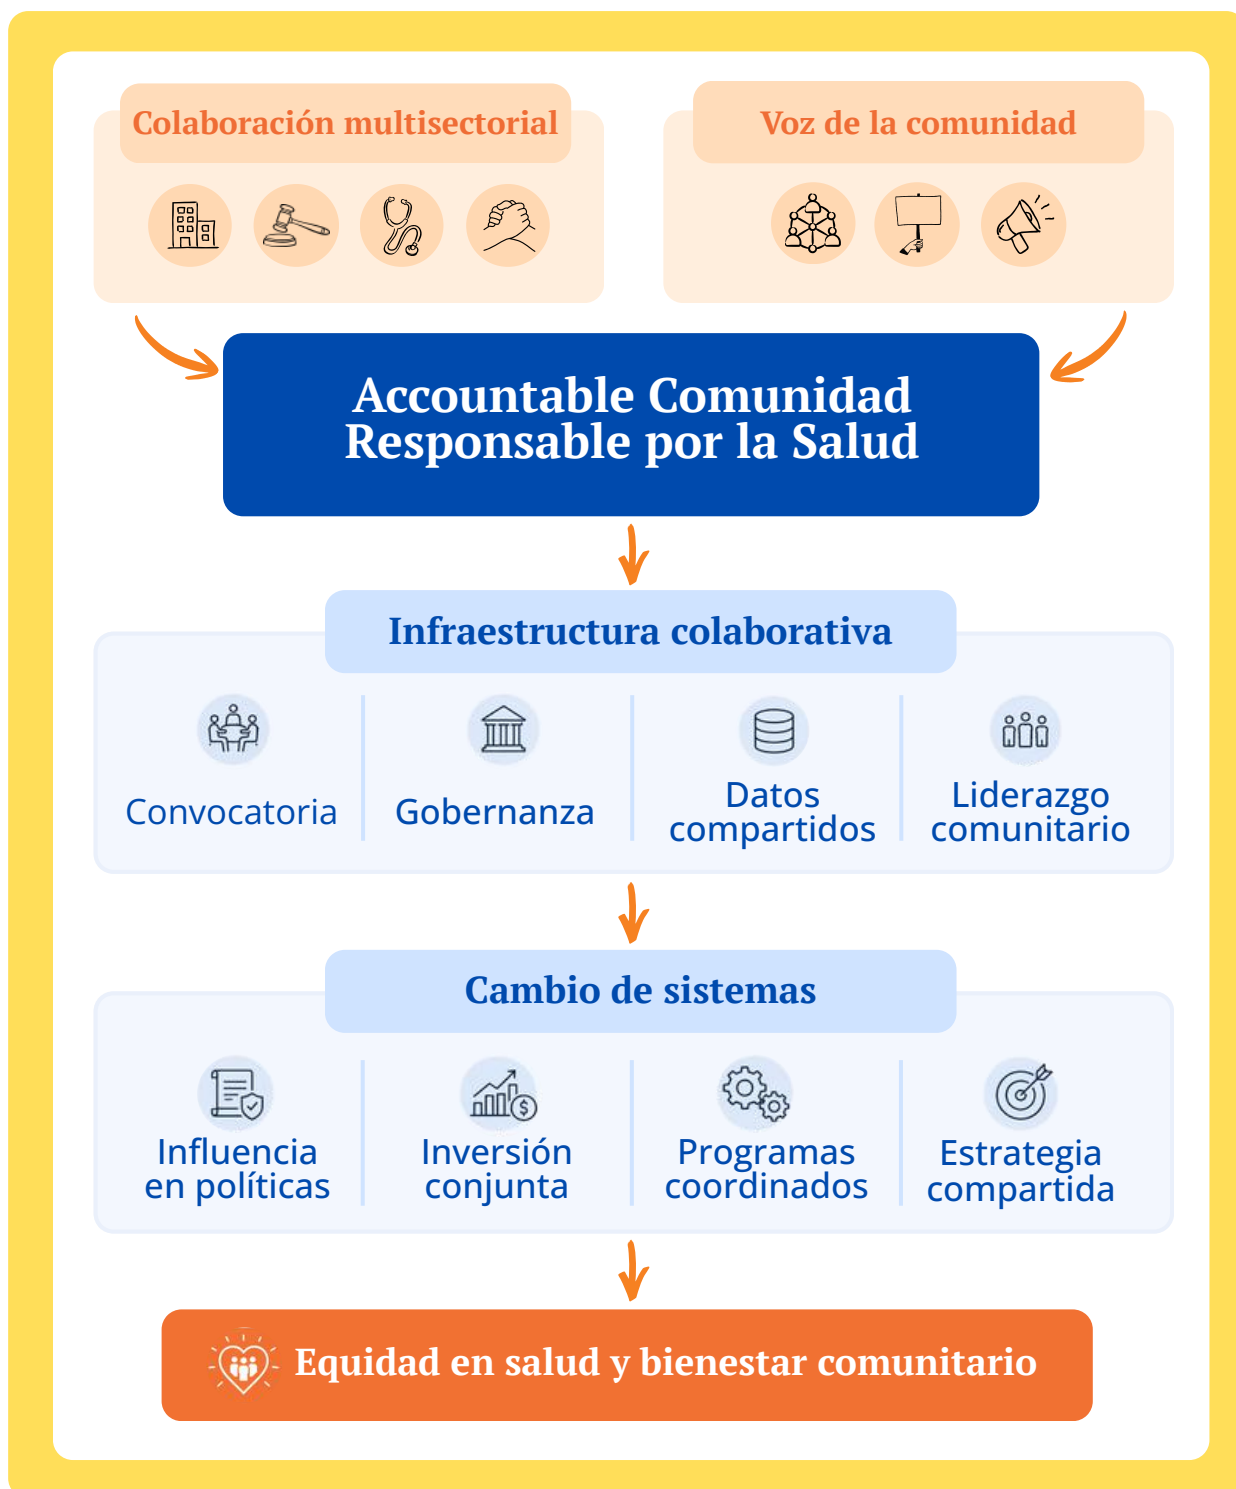 Colaboración multisectorial
Voz de la comunidad
Accountable Comunidad
Responsable por la Salud
Infraestructura colaborativa
Convocatoria
Gobernanza
Datos
compartidos
Liderazgo
comunitario
Cambio de sistemas
Influencia
en políticas
Inversión
conjunta
Programas
coordinados
Estrategia
compartida
Equidad en salud y bienestar comunitario